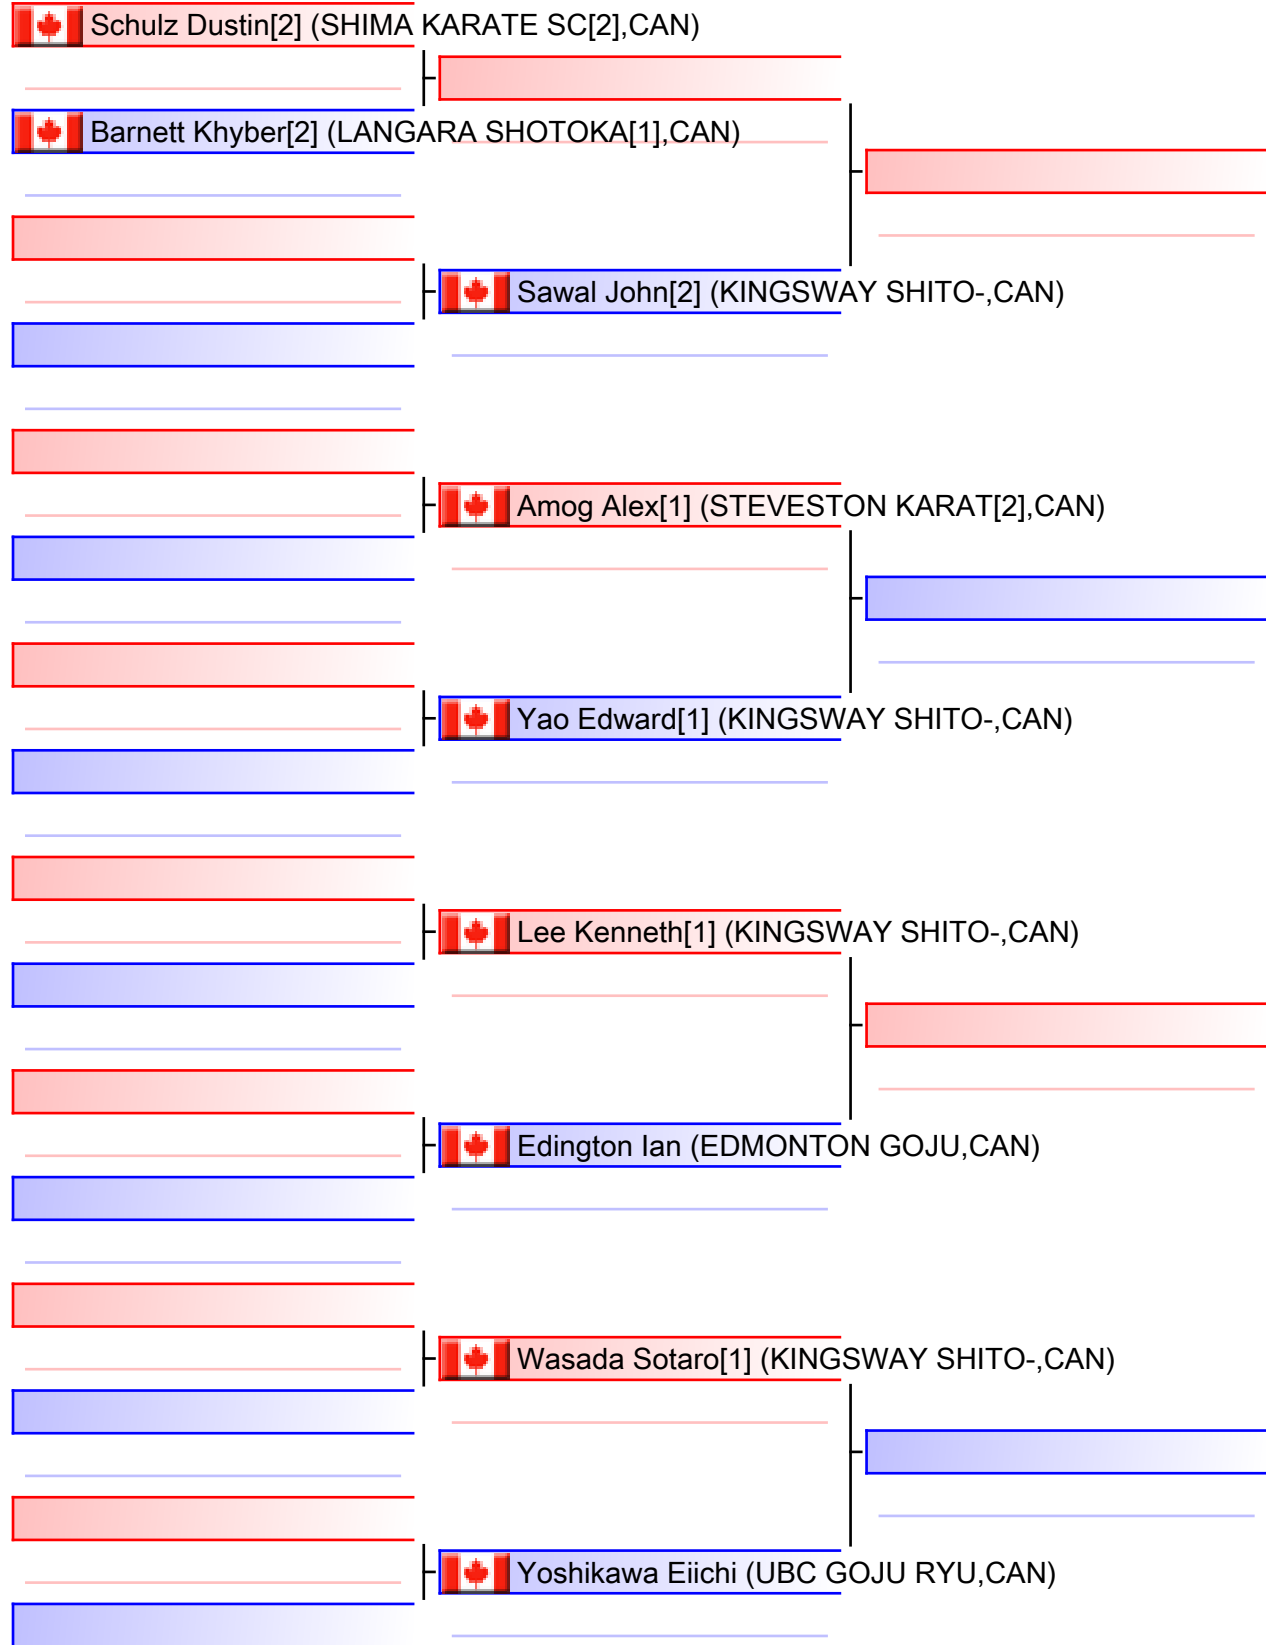 Schulz Dustin[2] (SHIMA KARATE SC[2],CAN)
Barnett Khyber[2] (LANGARA SHOTOKA[1],CAN)
Sawal John[2] (KINGSWAY SHITO-,CAN)
Amog Alex[1] (STEVESTON KARAT[2],CAN)
Yao Edward[1] (KINGSWAY SHITO-,CAN)
Lee Kenneth[1] (KINGSWAY SHITO-,CAN)
Edington Ian (EDMONTON GOJU,CAN)
Wasada Sotaro[1] (KINGSWAY SHITO-,CAN)
Yoshikawa Eiichi (UBC GOJU RYU,CAN)